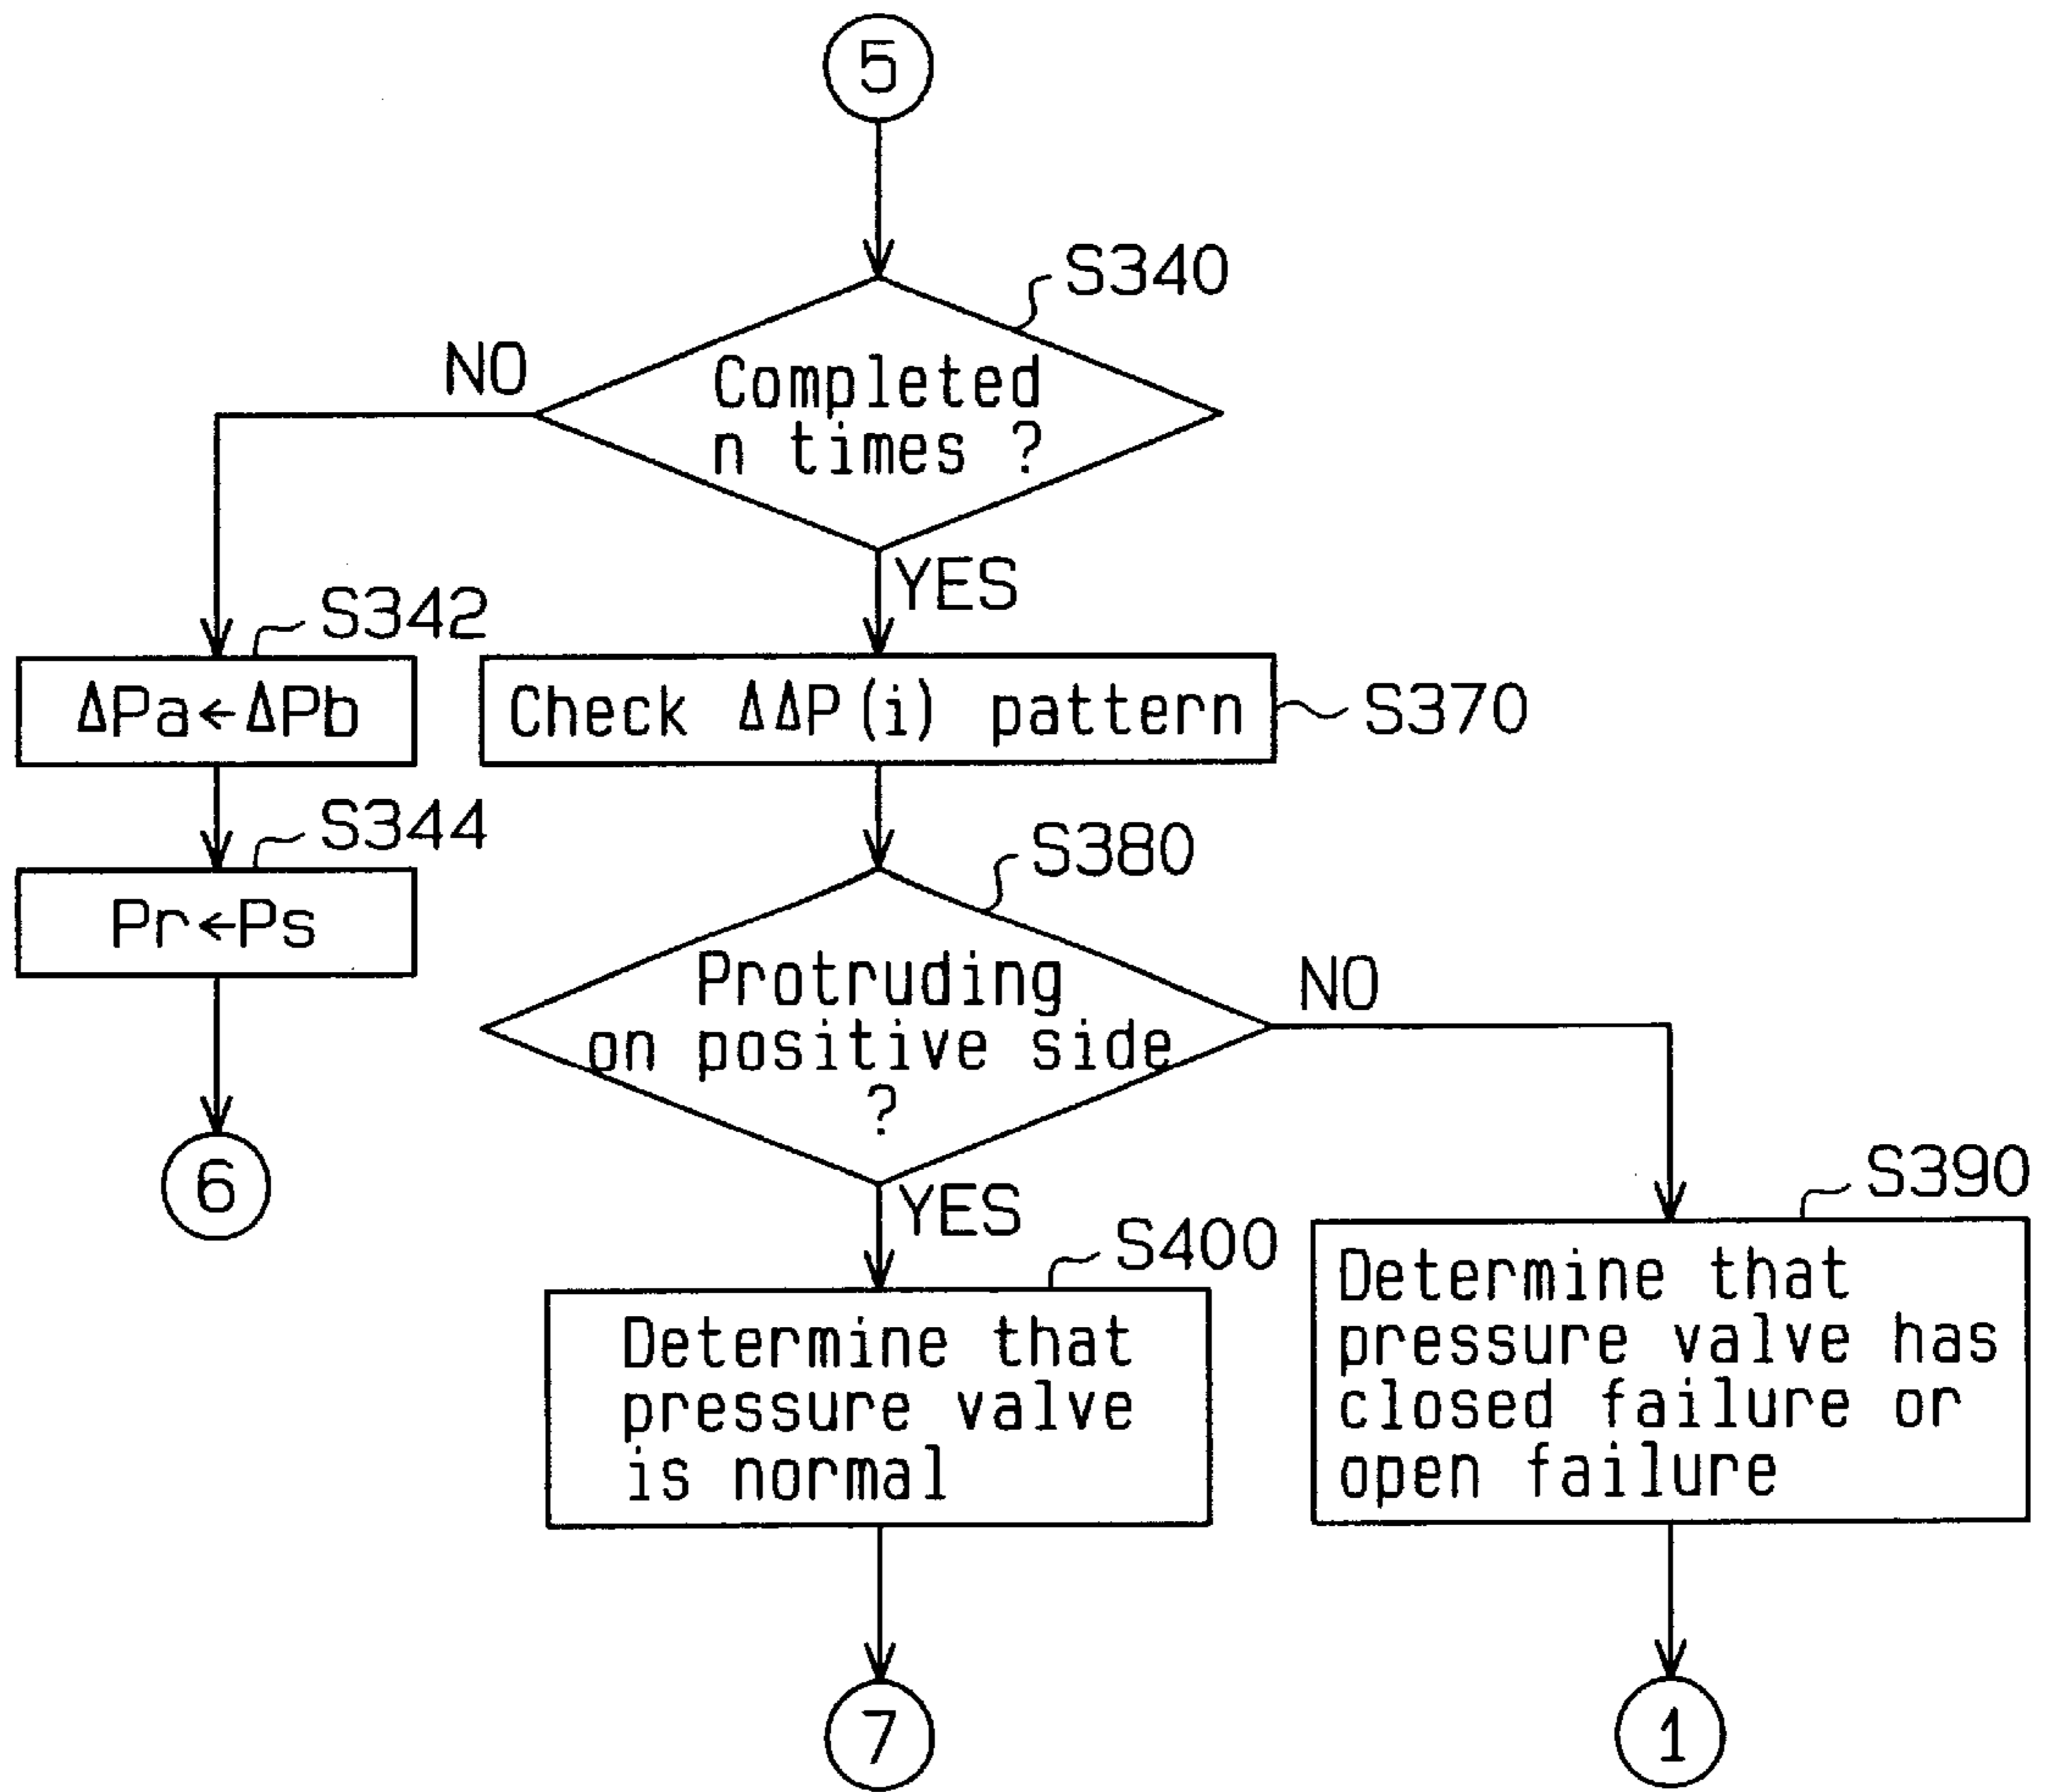 5
S340
NO
Completed
n times ?
YES
S342
ΔPa←ΔPb
Check ΔΔP(i) pattern
S370
S344
Pr←Ps
S380
Protruding
on positive side
?
NO
6
YES
S400
S390
Determine that
pressure valve
is normal
Determine that
pressure valve has
closed failure or
open failure
7
1